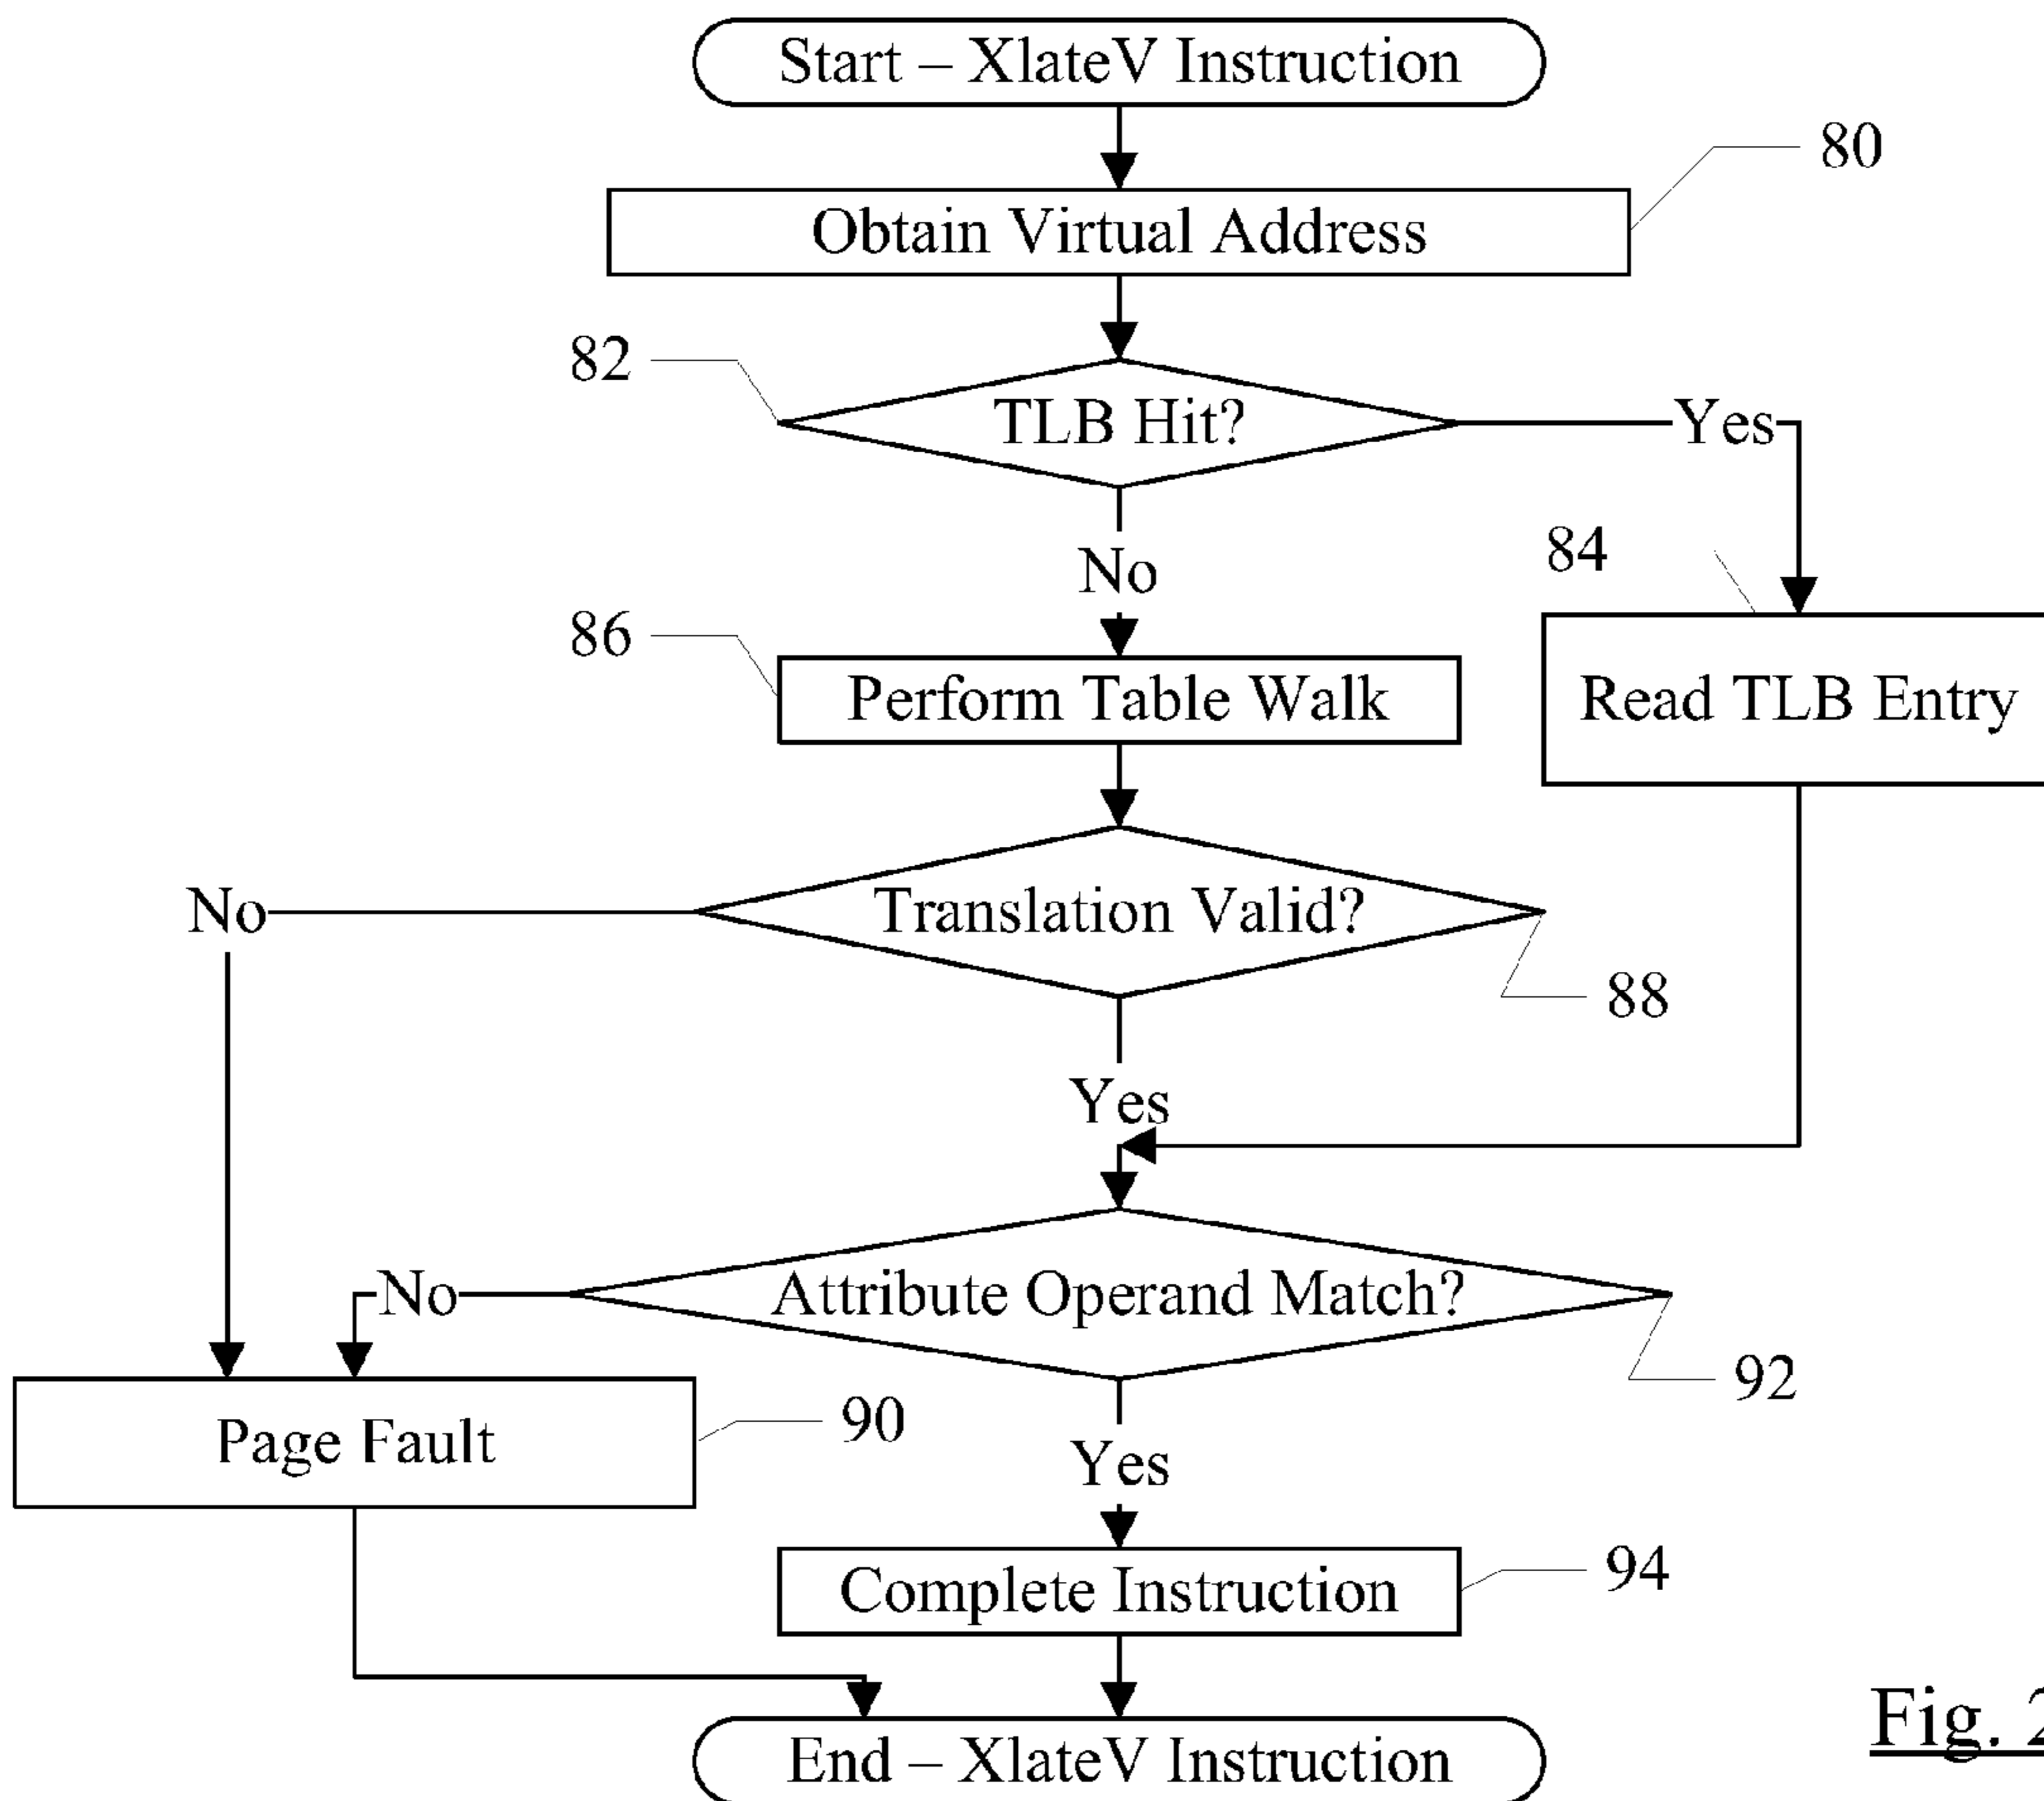 Start – XlateV Instruction
80
Obtain Virtual Address
82
TLB Hit?
Yes
84
No
86
Perform Table Walk
Read TLB Entry
No
Translation Valid?
88
Yes
No
Attribute Operand Match?
92
Page Fault
90
Yes
Complete Instruction
94
End – XlateV Instruction
Fig. 2